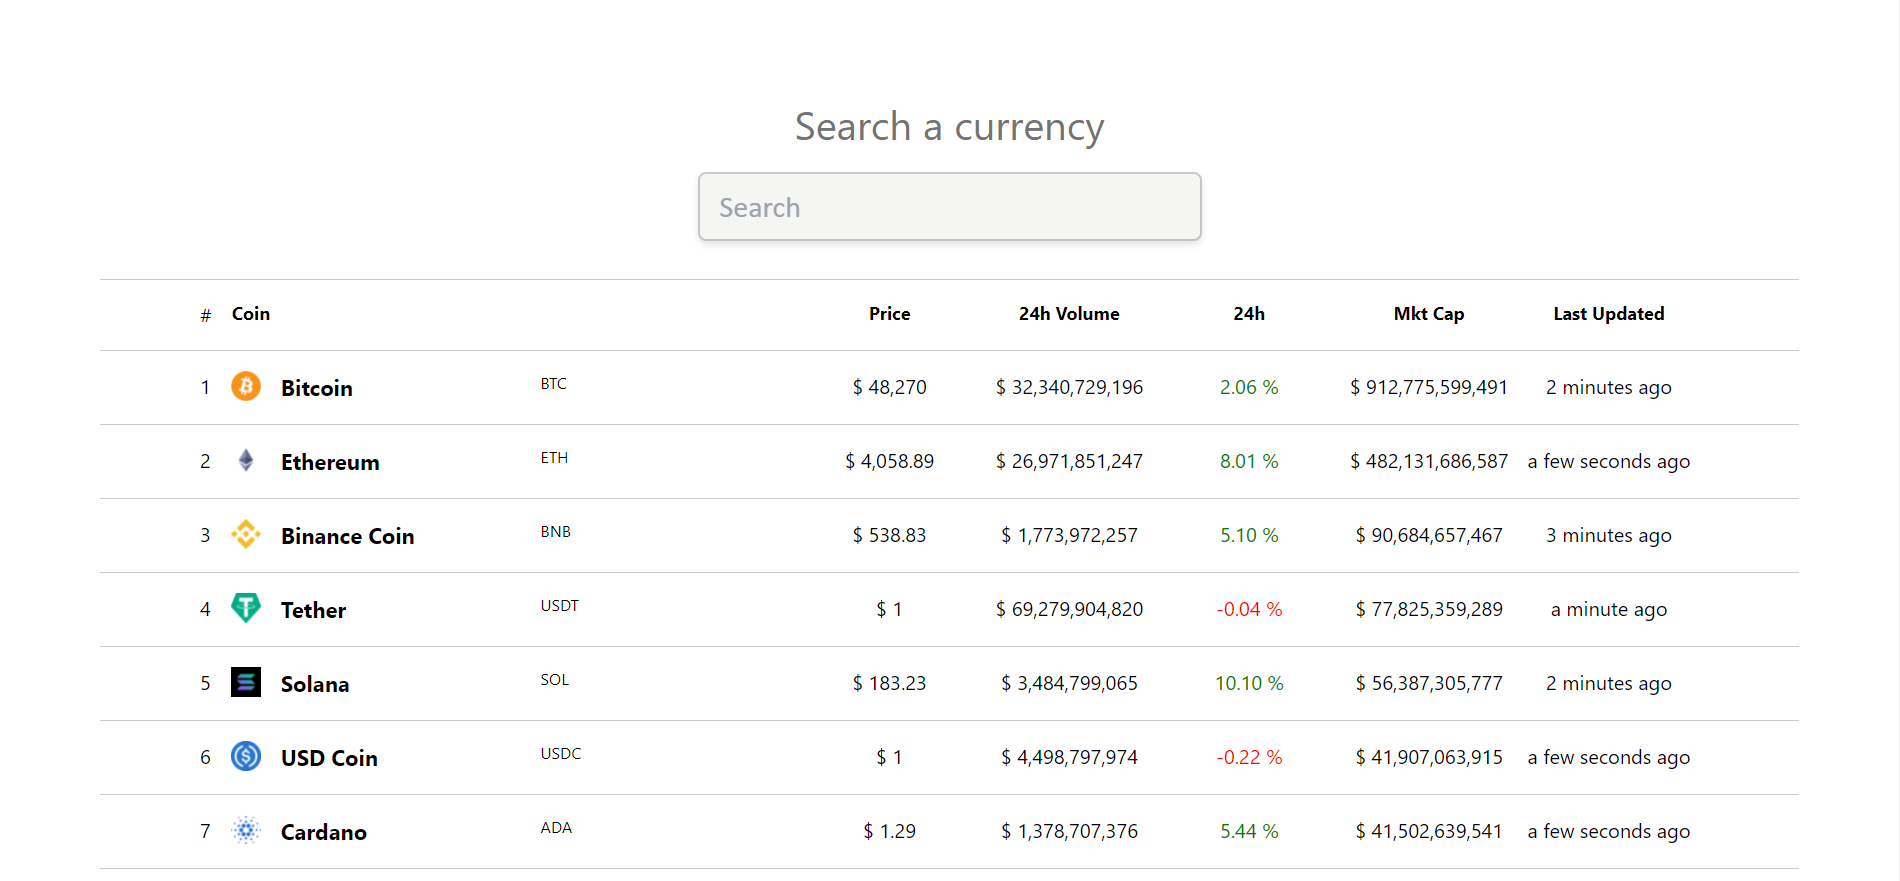 Search a currency
Search
# Coin Price 24h Volume 24h Mkt Cap Last Updated
1 Bitcoin BTC $ 48,270 $ 32,340,729,196 2.06 % $ 912,775,599,491 2 minutes ago
2 Ethereum ETH $ 4,058.89 $ 26,971,851,247 8.01 % $ 482,131,686,587 a few seconds ago
3 Binance Coin BNB $ 538.83 $ 1,773,972,257 5.10 % $ 90,684,657,467 3 minutes ago
4 Tether USDT $ 1 $ 69,279,904,820 -0.04 % $ 77,825,359,289 a minute ago
5 Solana SOL $ 183.23 $ 3,484,799,065 10.10 % $ 56,387,305,777 2 minutes ago
6 USD Coin USDC $ 1 $ 4,498,797,974 -0.22 % $ 41,907,063,915 a few seconds ago
7 Cardano ADA $ 1.29 $ 1,378,707,376 5.44 % $ 41,502,639,541 a few seconds ago